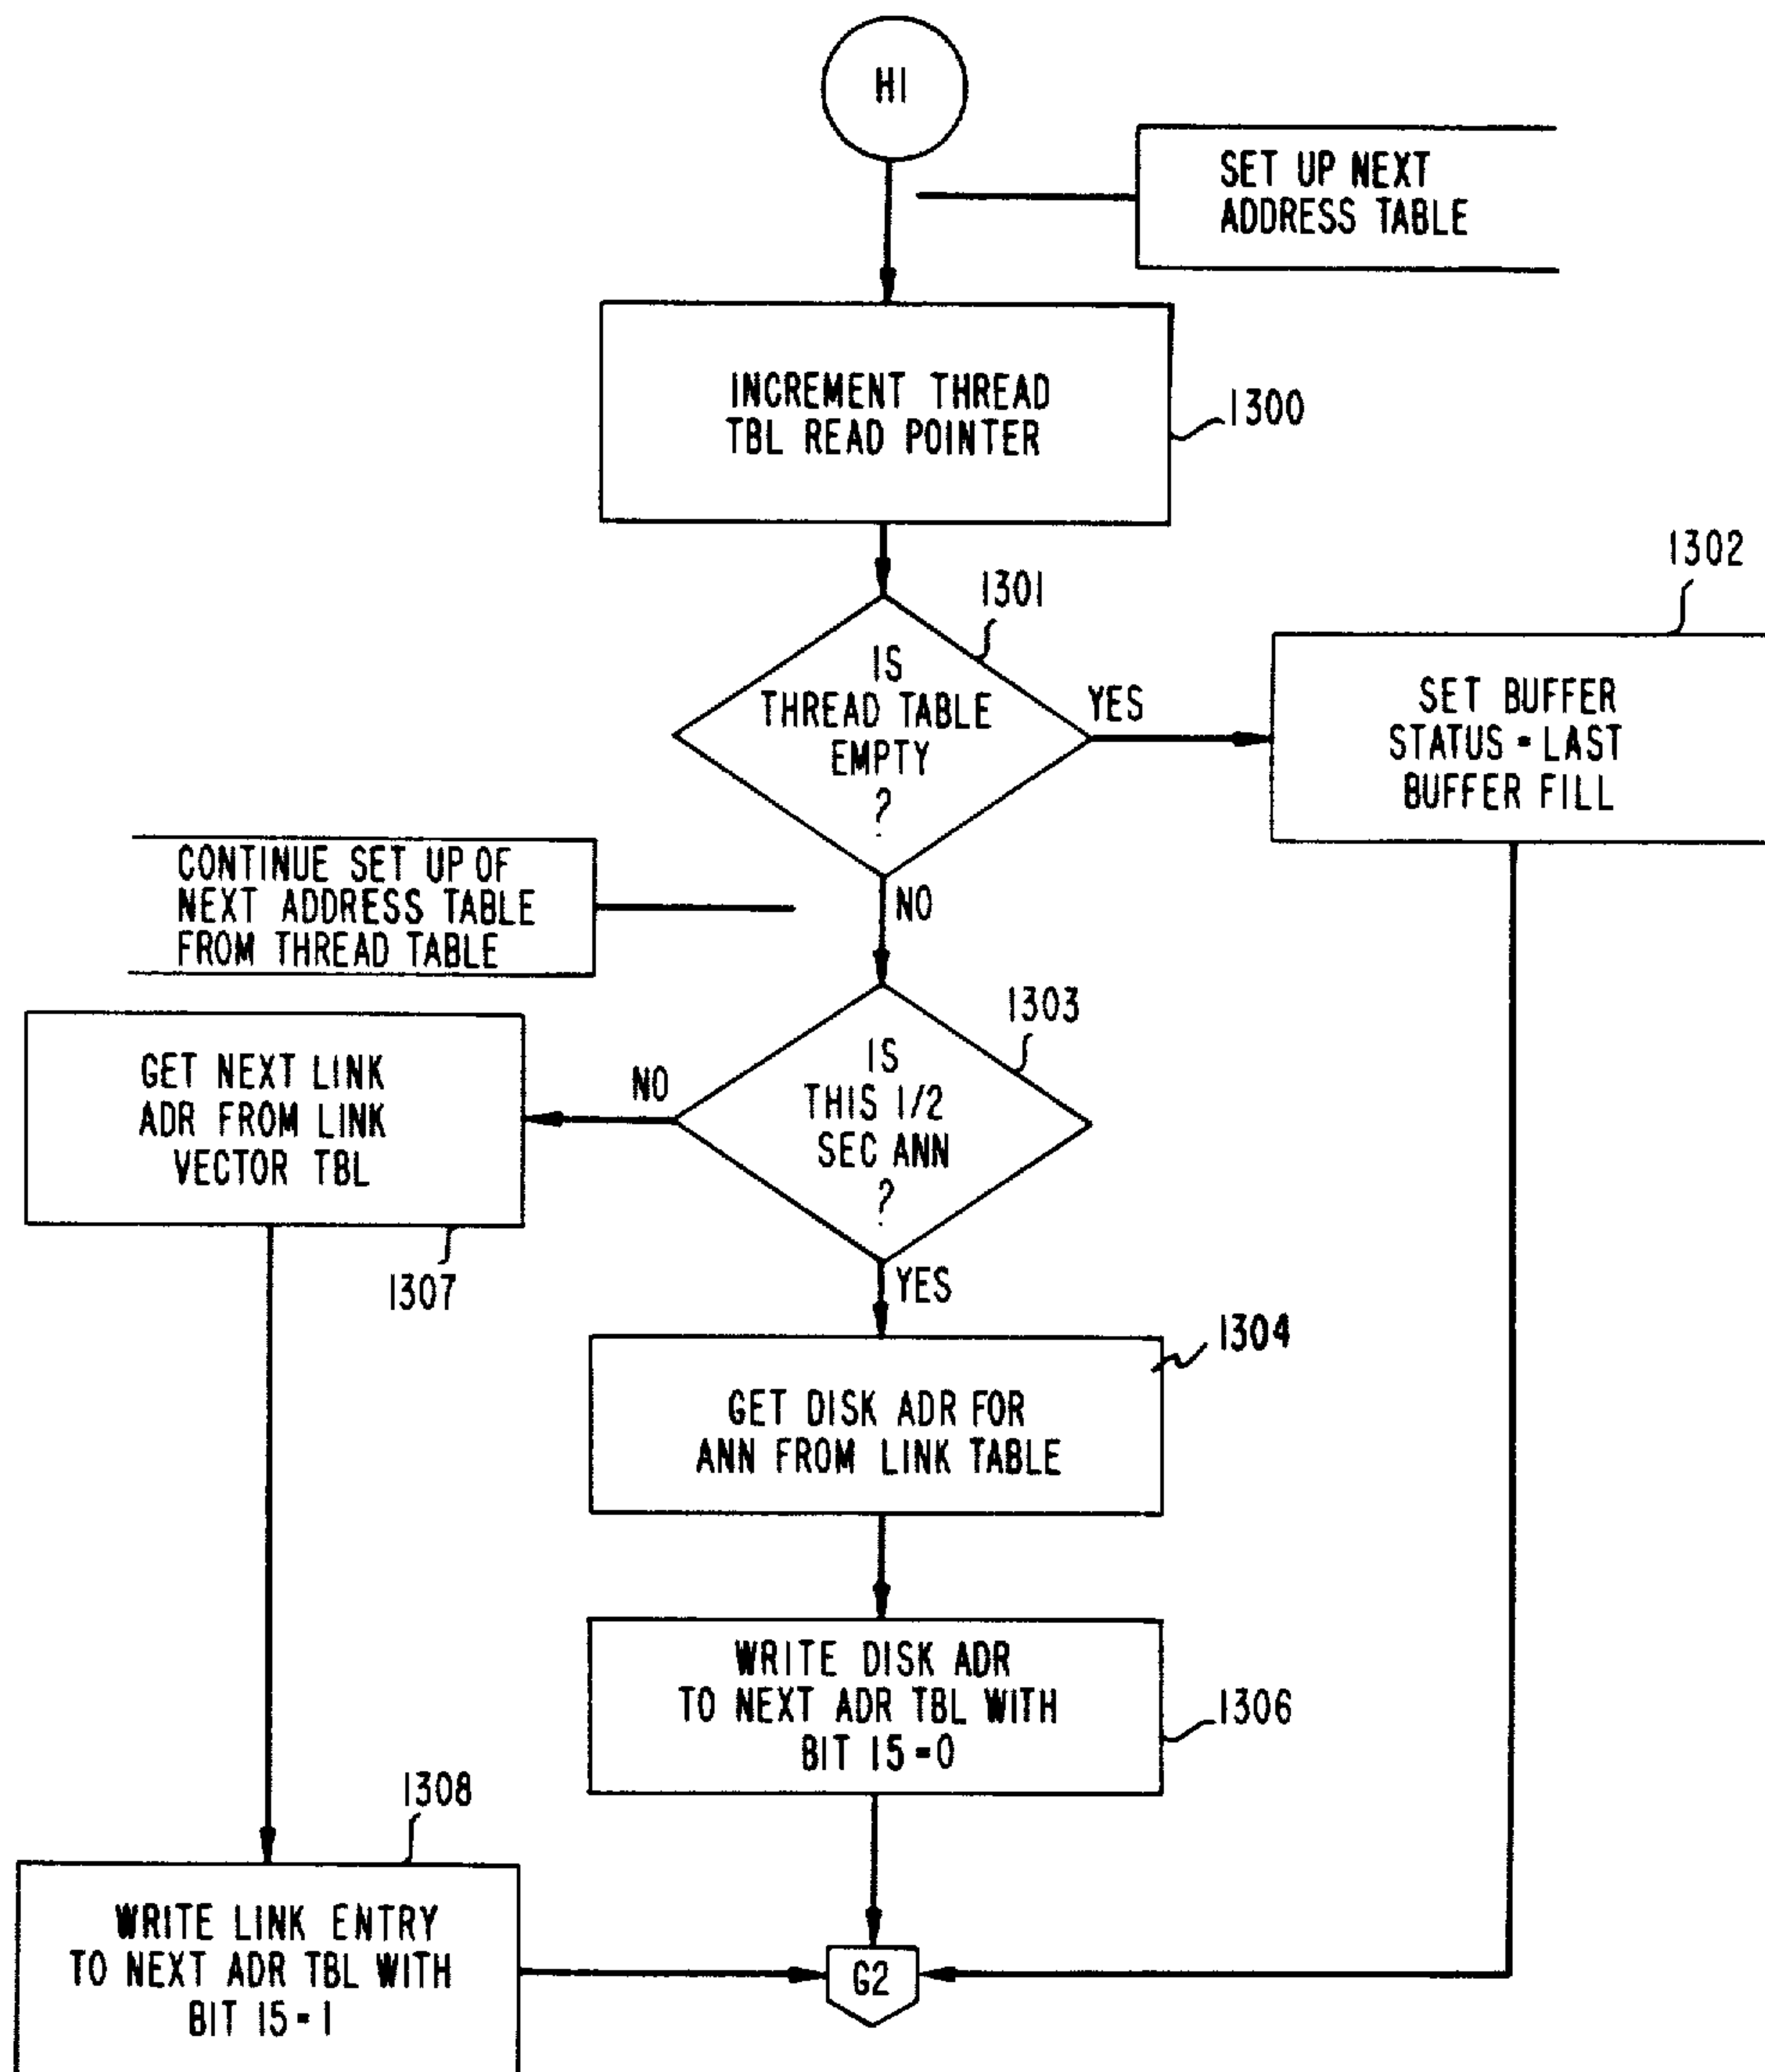 H1
SET UP NEXT
ADDRESS TABLE
INCREMENT THREAD
TBL READ POINTER
1300
1301
IS
THREAD TABLE
EMPTY
?
YES
1302
SET BUFFER
STATUS = LAST
BUFFER FILL
CONTINUE SET UP OF
NEXT ADDRESS TABLE
FROM THREAD TABLE
NO
1303
IS
THIS 1/2
SEC ANN
?
NO
GET NEXT LINK
ADR FROM LINK
VECTOR TBL
1307
YES
1304
GET DISK ADR FOR
ANN FROM LINK TABLE
WRITE DISK ADR
TO NEXT ADR TBL WITH
BIT 15 = 0
1306
1308
WRITE LINK ENTRY
TO NEXT ADR TBL WITH
BIT 15 = 1
G2